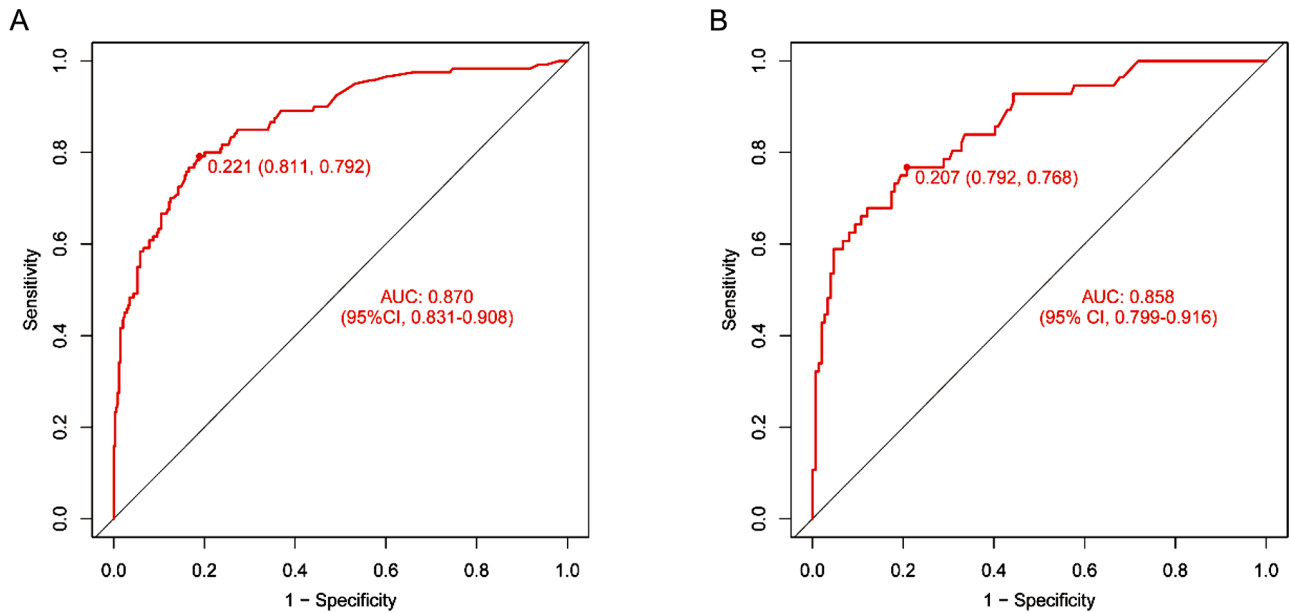 A
1.0
0.8
0.6
0.4
0.2
0.0
Sensitivity
0.221 (0.811, 0.792)
AUC: 0.870
(95%CI, 0.831-0.908)
0.0 0.2 0.4 0.6 0.8 1.0
1 − Specificity
B
1.0
0.8
0.6
0.4
0.2
0.0
Sensitivity
0.207 (0.792, 0.768)
AUC: 0.858
(95% CI, 0.799-0.916)
0.0 0.2 0.4 0.6 0.8 1.0
1 − Specificity